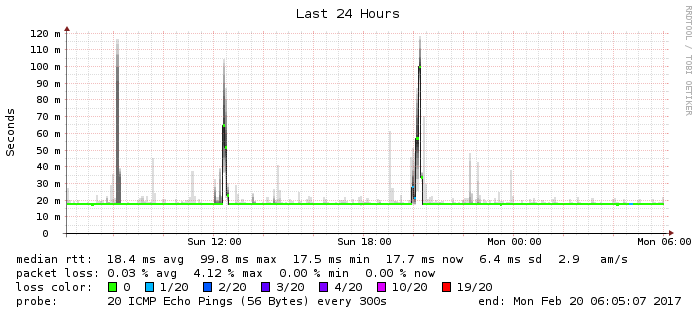 Last 24 Hours
RRDTOOL / TOBI OETIKER
Seconds
120 m
110 m
100 m
90 m
80 m
70 m
60 m
50 m
40 m
30 m
20 m
10 m
0
Sun 12:00 Sun 18:00 Mon 00:00 Mon 06:00
median rtt: 18.4 ms avg 99.8 ms max 17.5 ms min 17.7 ms now 6.4 ms sd 2.9 am/s
packet loss: 0.03 % avg 4.12 % max 0.00 % min 0.00 % now
loss color: 0 1/20 2/20 3/20 4/20 10/20 19/20
probe: 20 ICMP Echo Pings (56 Bytes) every 300s end: Mon Feb 20 06:05:07 2017